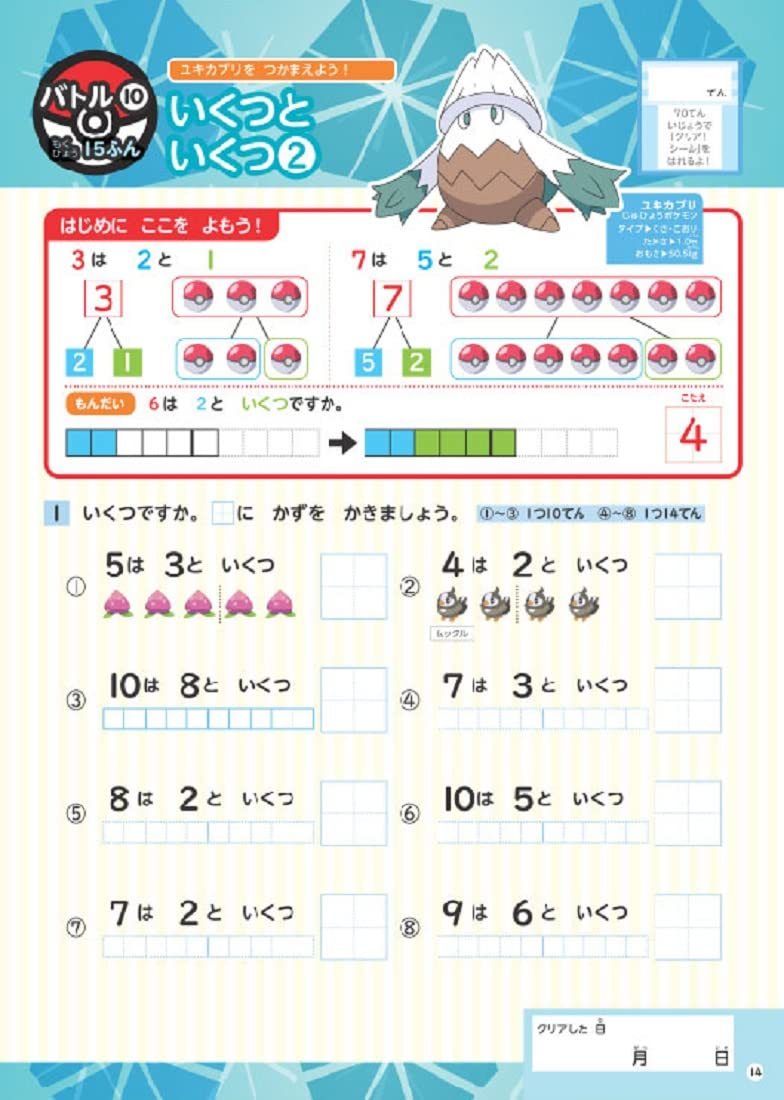 ユキカブリを つかまえよう！
バトル 10
もくひょう 15ふん
いくつと
いくつ②
てん
70てん
いじょうで
「クリア！
シール」を
はれるよ！
ユキカブリ
じゅひょうポケモン
タイプ▶くさ・こおり
たかさ▶1.0m
おもさ▶50.5kg
はじめに ここを よもう！
3は 2と 1
3
2 1
7は 5と 2
7
5 2
もんだい 6は 2と いくつですか。
こたえ
4
1 いくつですか。 に かずを かきましょう。 ①～③ 1つ10てん ④～⑧ 1つ14てん
① 5は 3と いくつ
② 4は 2と いくつ
ムックル
③ 10は 8と いくつ
④ 7は 3と いくつ
⑤ 8は 2と いくつ
⑥ 10は 5と いくつ
⑦ 7は 2と いくつ
⑧ 9は 6と いくつ
クリアした 日
月 日
14